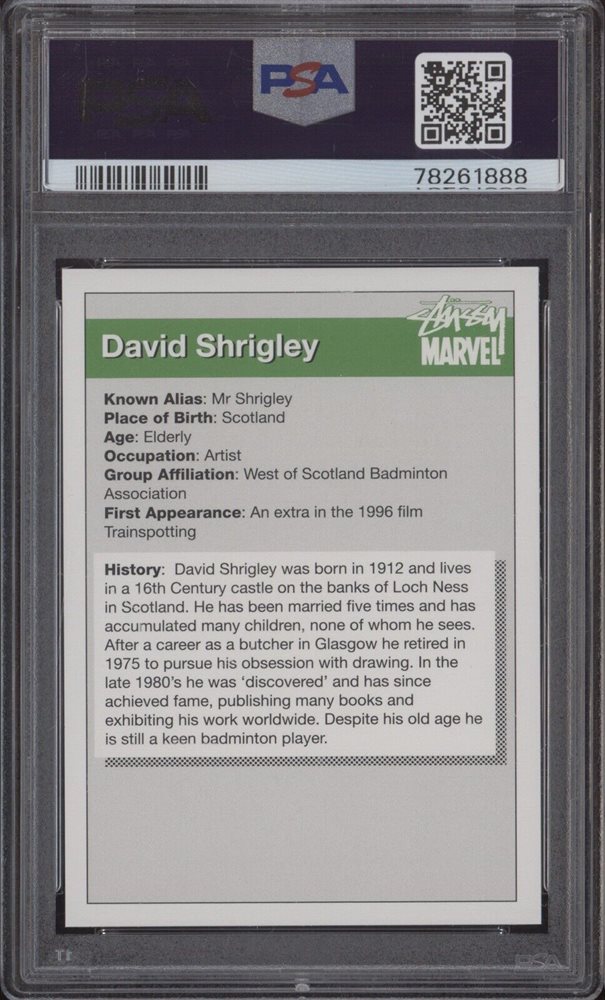 PSA
78261888
STÜSSY
MARVEL
David Shrigley
Known Alias: Mr Shrigley
Place of Birth: Scotland
Age: Elderly
Occupation: Artist
Group Affiliation: West of Scotland Badminton
Association
First Appearance: An extra in the 1996 film
Trainspotting
History: David Shrigley was born in 1912 and lives
in a 16th Century castle on the banks of Loch Ness
in Scotland. He has been married five times and has
accumulated many children, none of whom he sees.
After a career as a butcher in Glasgow he retired in
1975 to pursue his obsession with drawing. In the
late 1980's he was ‘discovered’ and has since
achieved fame, publishing many books and
exhibiting his work worldwide. Despite his old age he
is still a keen badminton player.
PSA